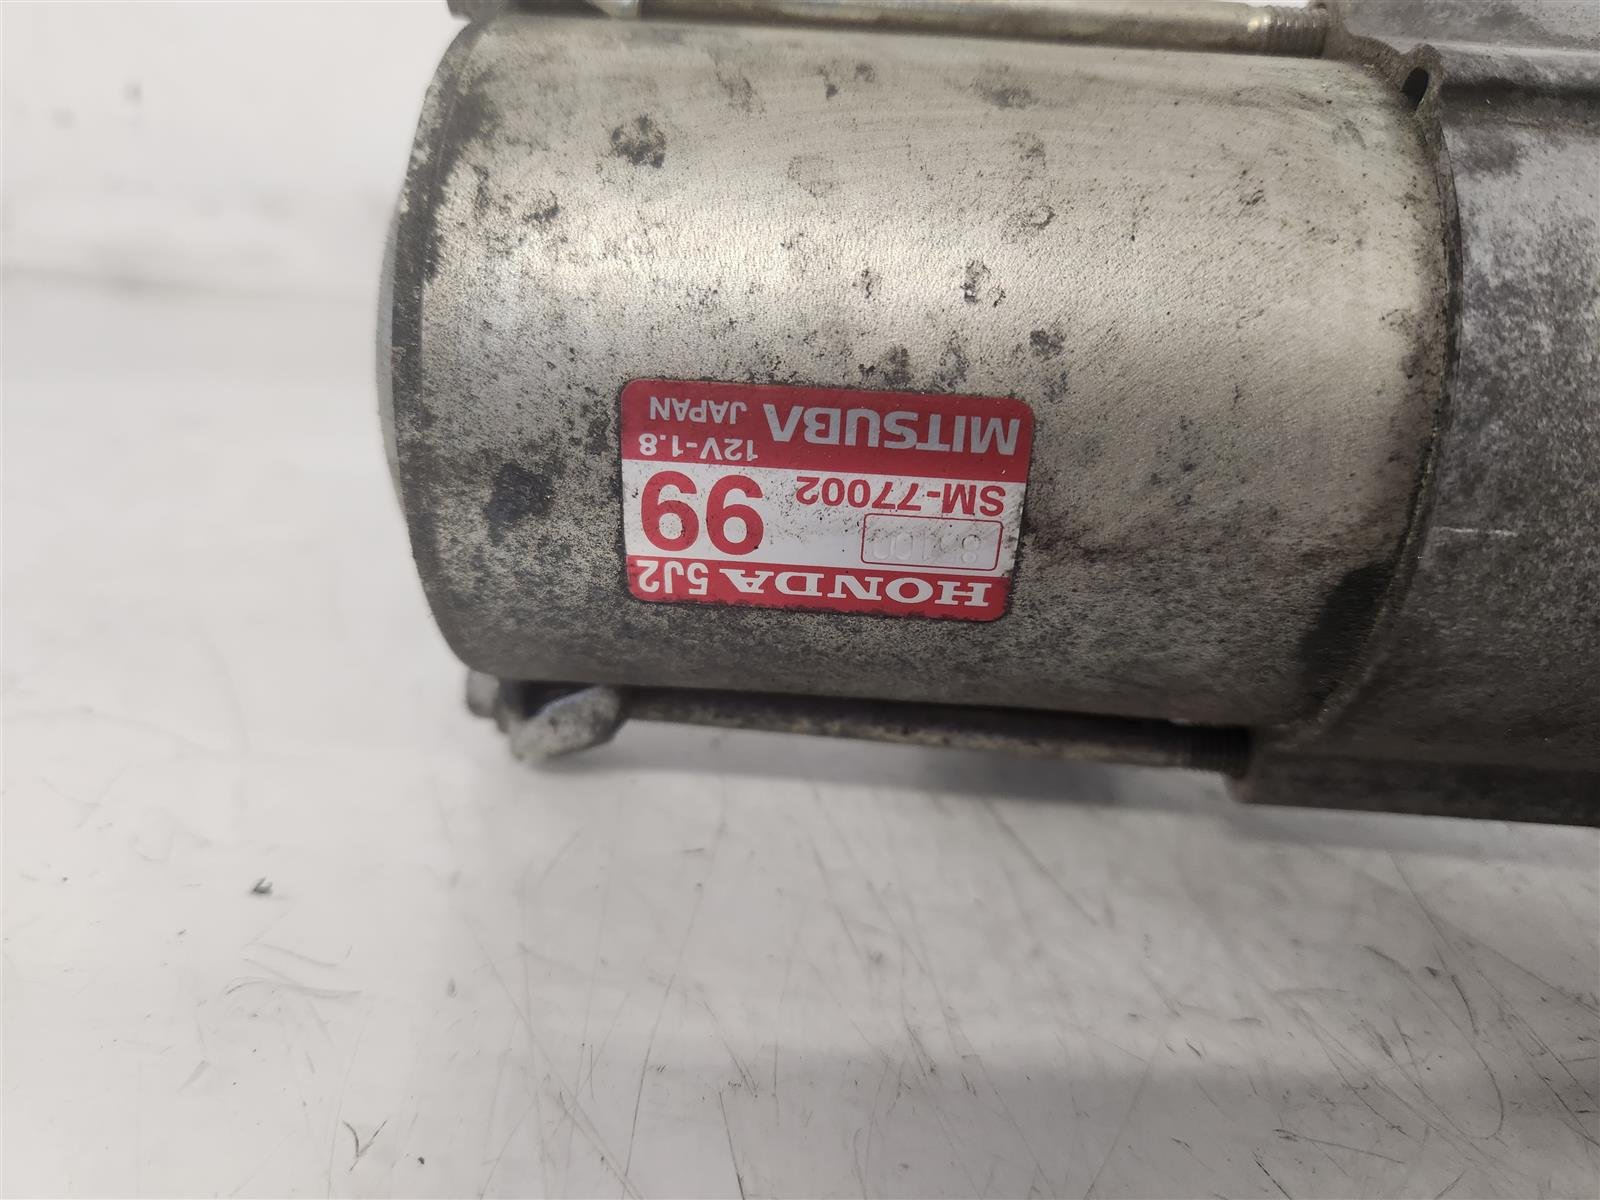 HONDA 5J2
SM-77002
99
12V-1.8
MITSUBA JAPAN